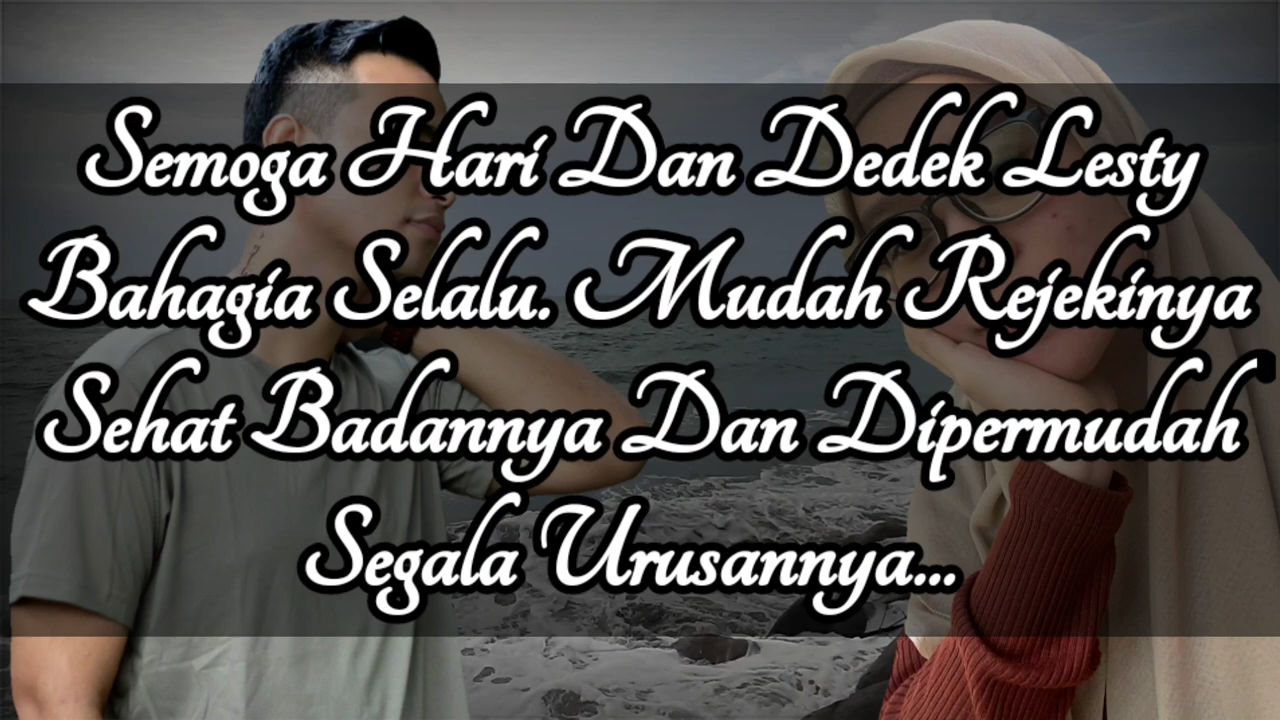 Semoga Hari Dan Dedek Lesty
Bahagia Selalu. Mudah Rejekinya
Sehat Badannya Dan Dipermudah
Segala Urusannya...